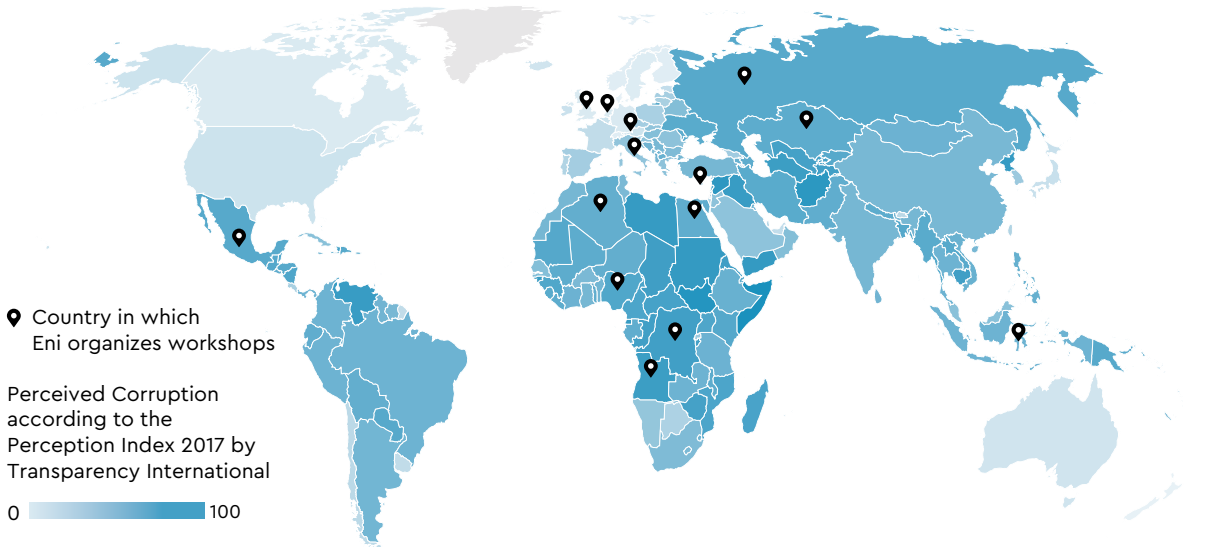 Country in which
Eni organizes workshops
Perceived Corruption
according to the
Perception Index 2017 by
Transparency International
0
100